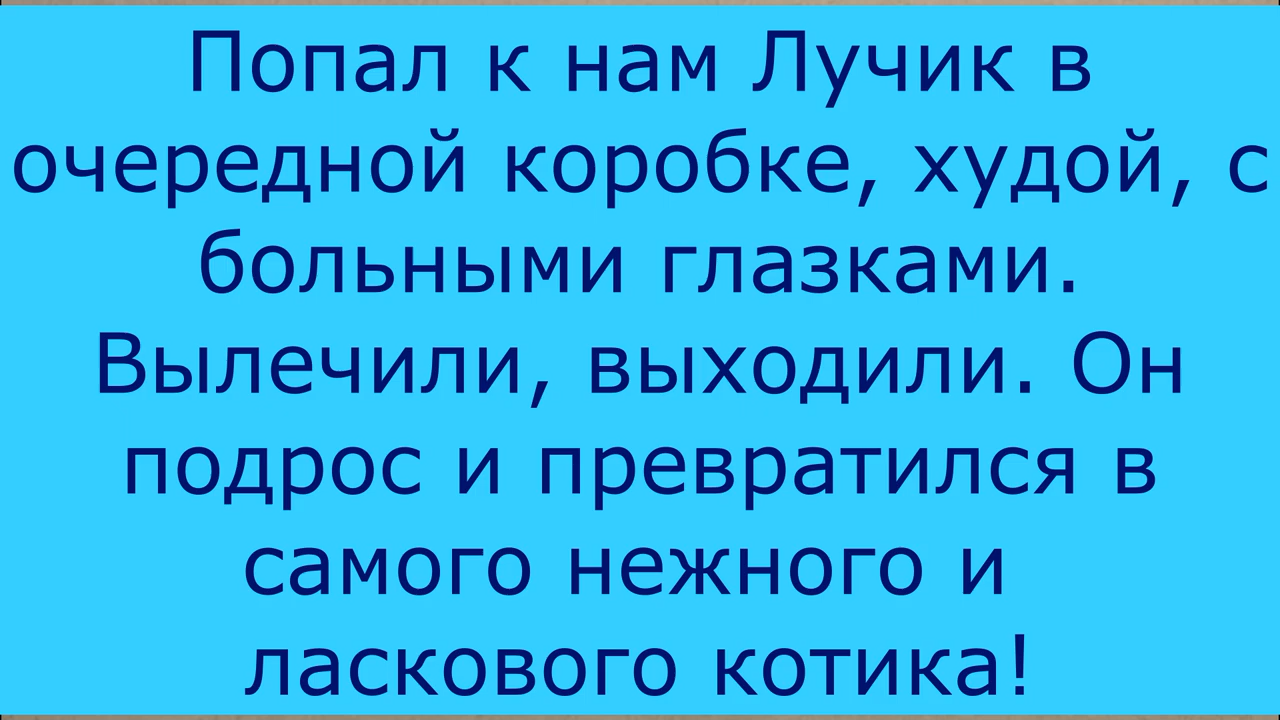 Попал к нам Лучик в
очередной коробке, худой, с
больными глазками.
Вылечили, выходили. Он
подрос и превратился в
самого нежного и
ласкового котика!